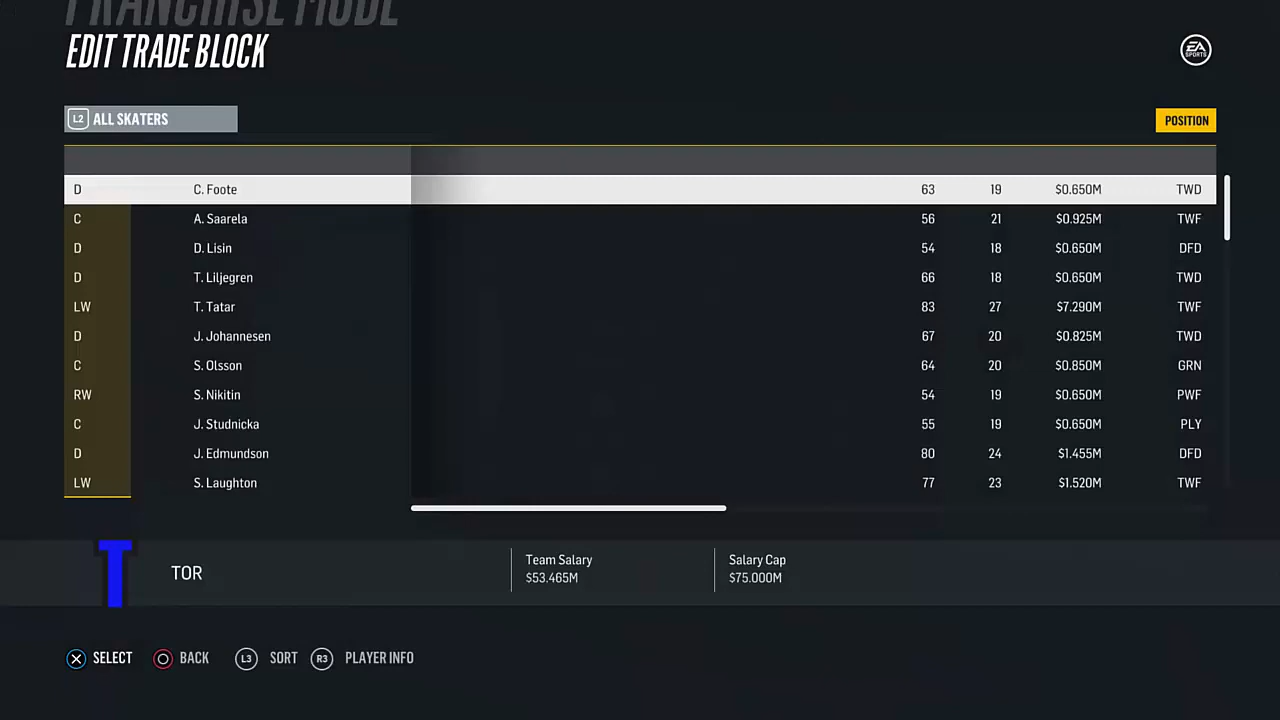 FRANCHISE MODE
EDIT TRADE BLOCK
EA SPORTS
L2 ALL SKATERS
POSITION
D C. Foote 63 19 $0.650M TWD
C A. Saarela 56 21 $0.925M TWF
D D. Lisin 54 18 $0.650M DFD
D T. Liljegren 66 18 $0.650M TWD
LW T. Tatar 83 27 $7.290M TWF
D J. Johannesen 67 20 $0.825M TWD
C S. Olsson 64 20 $0.850M GRN
RW S. Nikitin 54 19 $0.650M PWF
C J. Studnicka 55 19 $0.650M PLY
D J. Edmundson 80 24 $1.455M DFD
LW S. Laughton 77 23 $1.520M TWF
T TOR
Team Salary
$53.465M
Salary Cap
$75.000M
SELECT BACK L3 SORT R3 PLAYER INFO